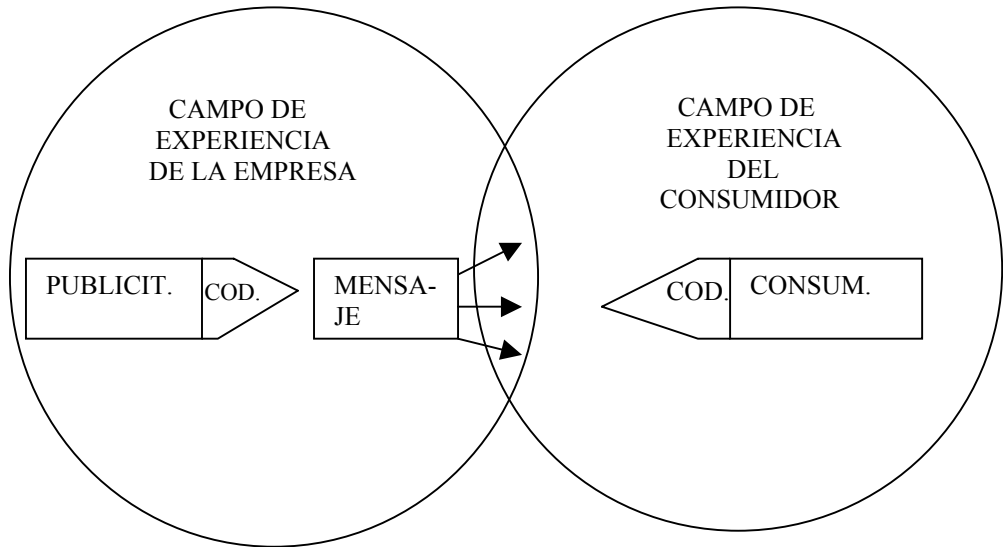 CAMPO DE
EXPERIENCIA
DE LA EMPRESA
CAMPO DE
EXPERIENCIA
DEL
CONSUMIDOR
PUBLICIT.
COD.
MENSA-
JE
COD.
CONSUM.